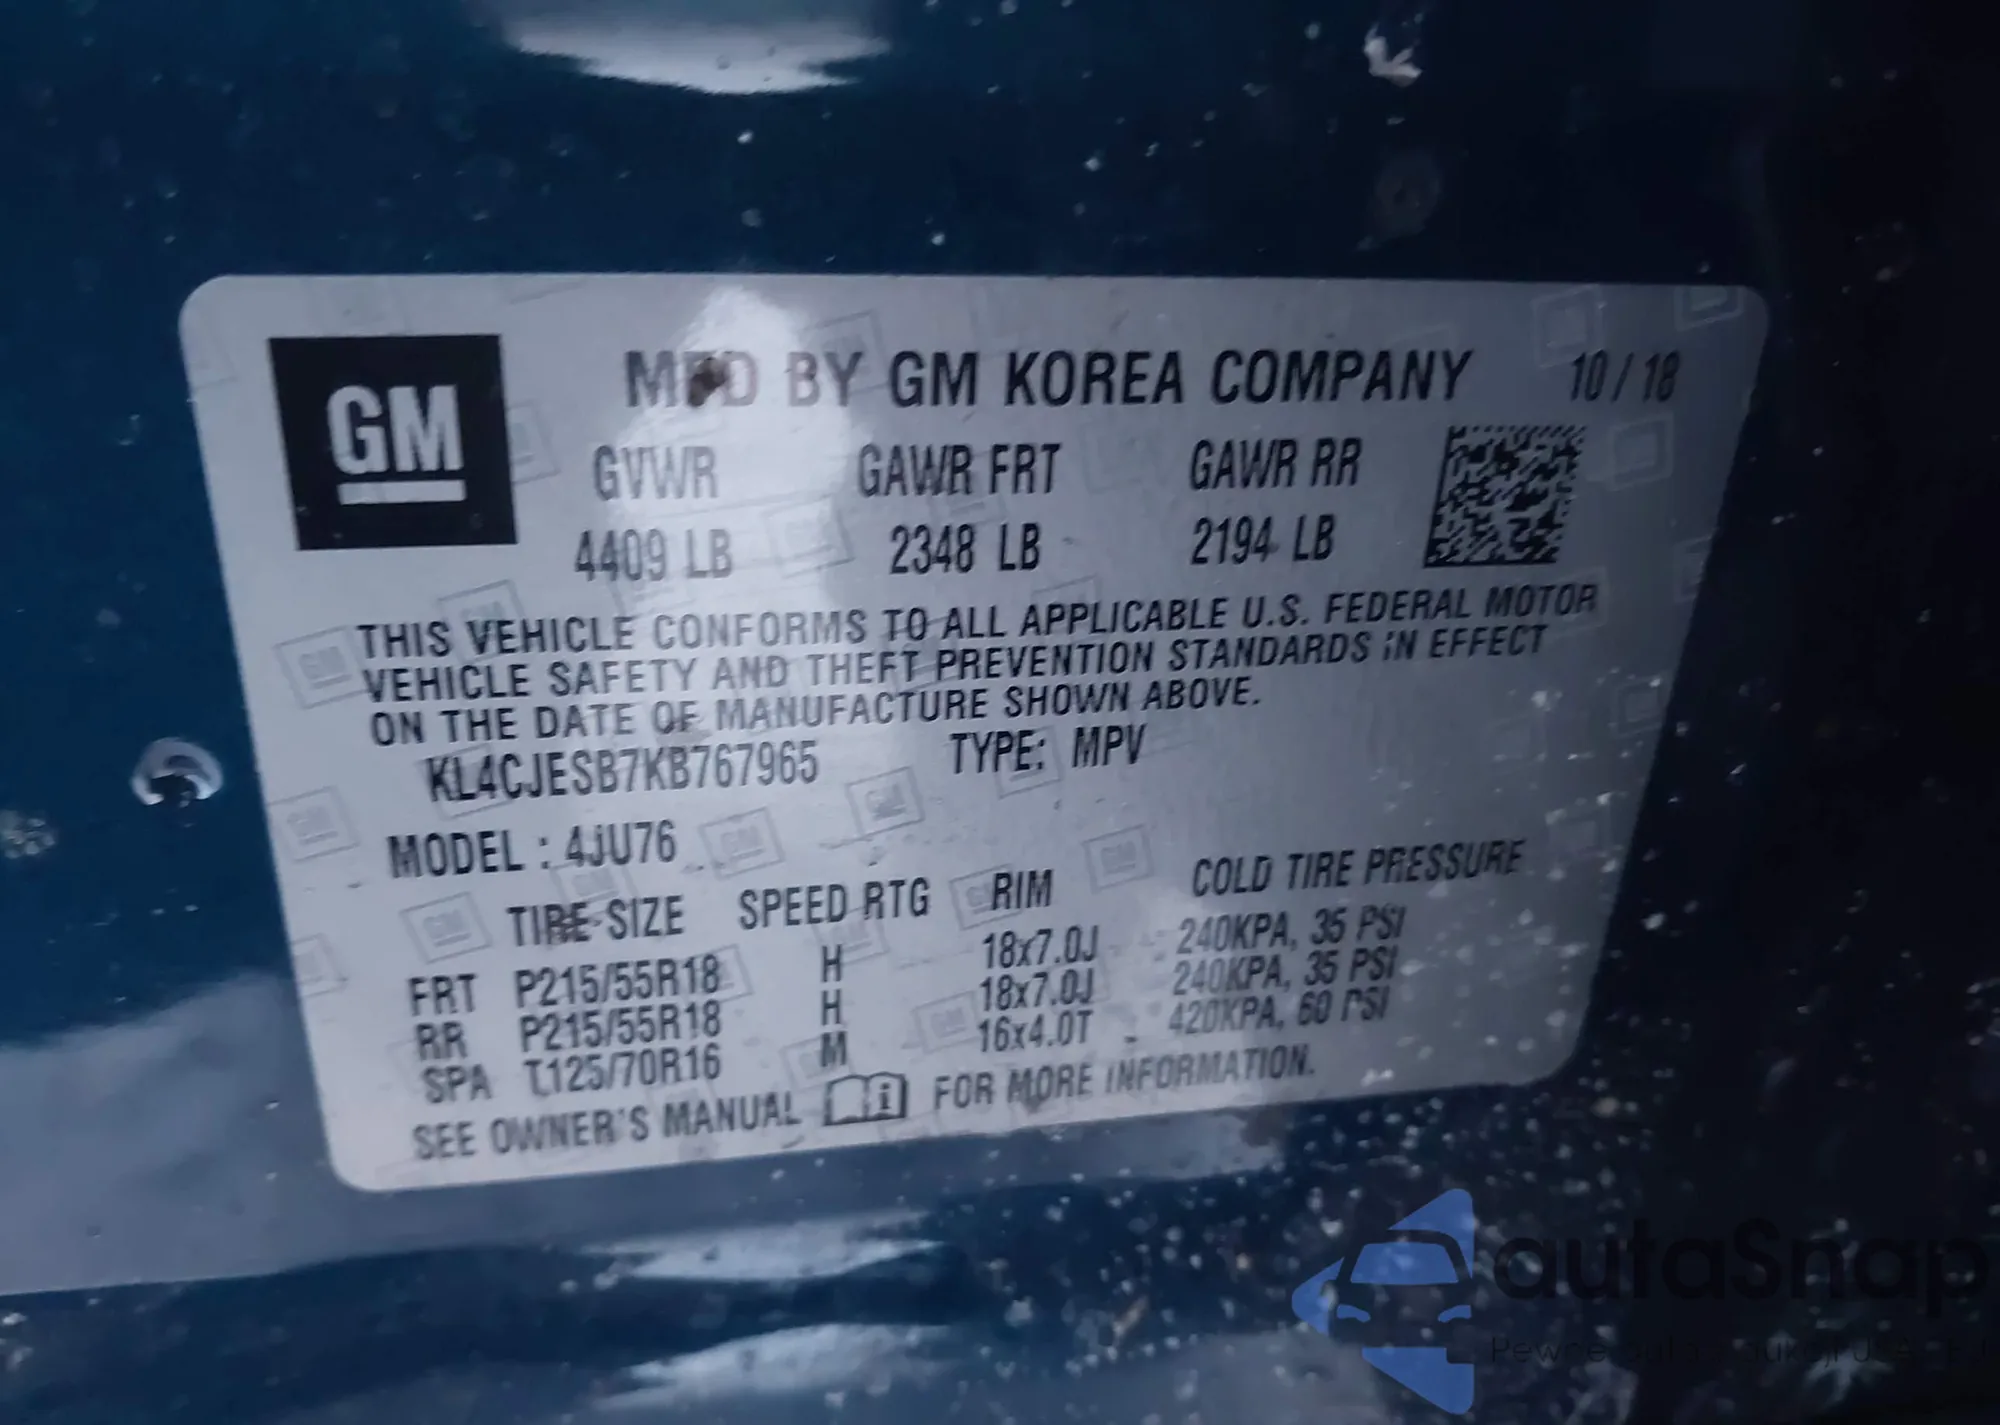 GM
MFD BY GM KOREA COMPANY 10/18
GVWR GAWR FRT GAWR RR
4409 LB 2348 LB 2194 LB
THIS VEHICLE CONFORMS TO ALL APPLICABLE U.S. FEDERAL MOTOR
VEHICLE SAFETY AND THEFT PREVENTION STANDARDS IN EFFECT
ON THE DATE OF MANUFACTURE SHOWN ABOVE.
KL4CJESB7KB767965 TYPE: MPV
MODEL : 4JU76
TIRE SIZE SPEED RTG RIM COLD TIRE PRESSURE
FRT P215/55R18 H 18x7.0J 240KPA, 35 PSI
RR P215/55R18 H 18x7.0J 240KPA, 35 PSI
SPA T125/70R16 M 16x4.0T 420KPA, 60 PSI
SEE OWNER'S MANUAL i FOR MORE INFORMATION.
autaSnap
Pewne auta